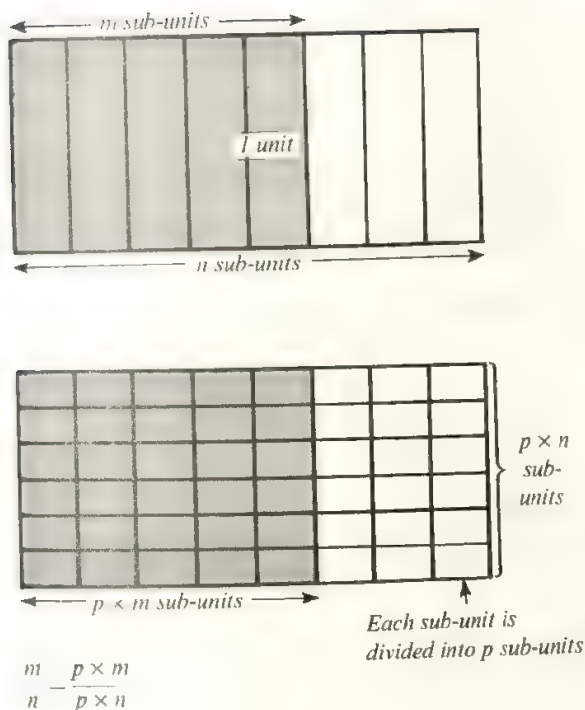 m sub-units
1 unit
n sub-units
p × n
sub-
units
p × m sub-units
Each sub-unit is
divided into p sub-units
m/n = p × m/p × n